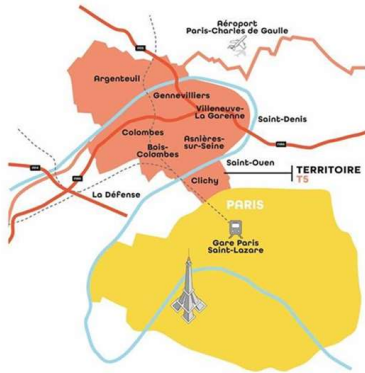 Aéroport
Paris-Charles de Gaulle
Argenteuil
Gennevilliers
Villeneuve-
La Garenne
Saint-Denis
Colombes
Asnières-
sur-Seine
Bois-
Colombes
Saint-Ouen
TERRITOIRE
T5
Clichy
La Défense
PARIS
Gare Paris
Saint-Lazare